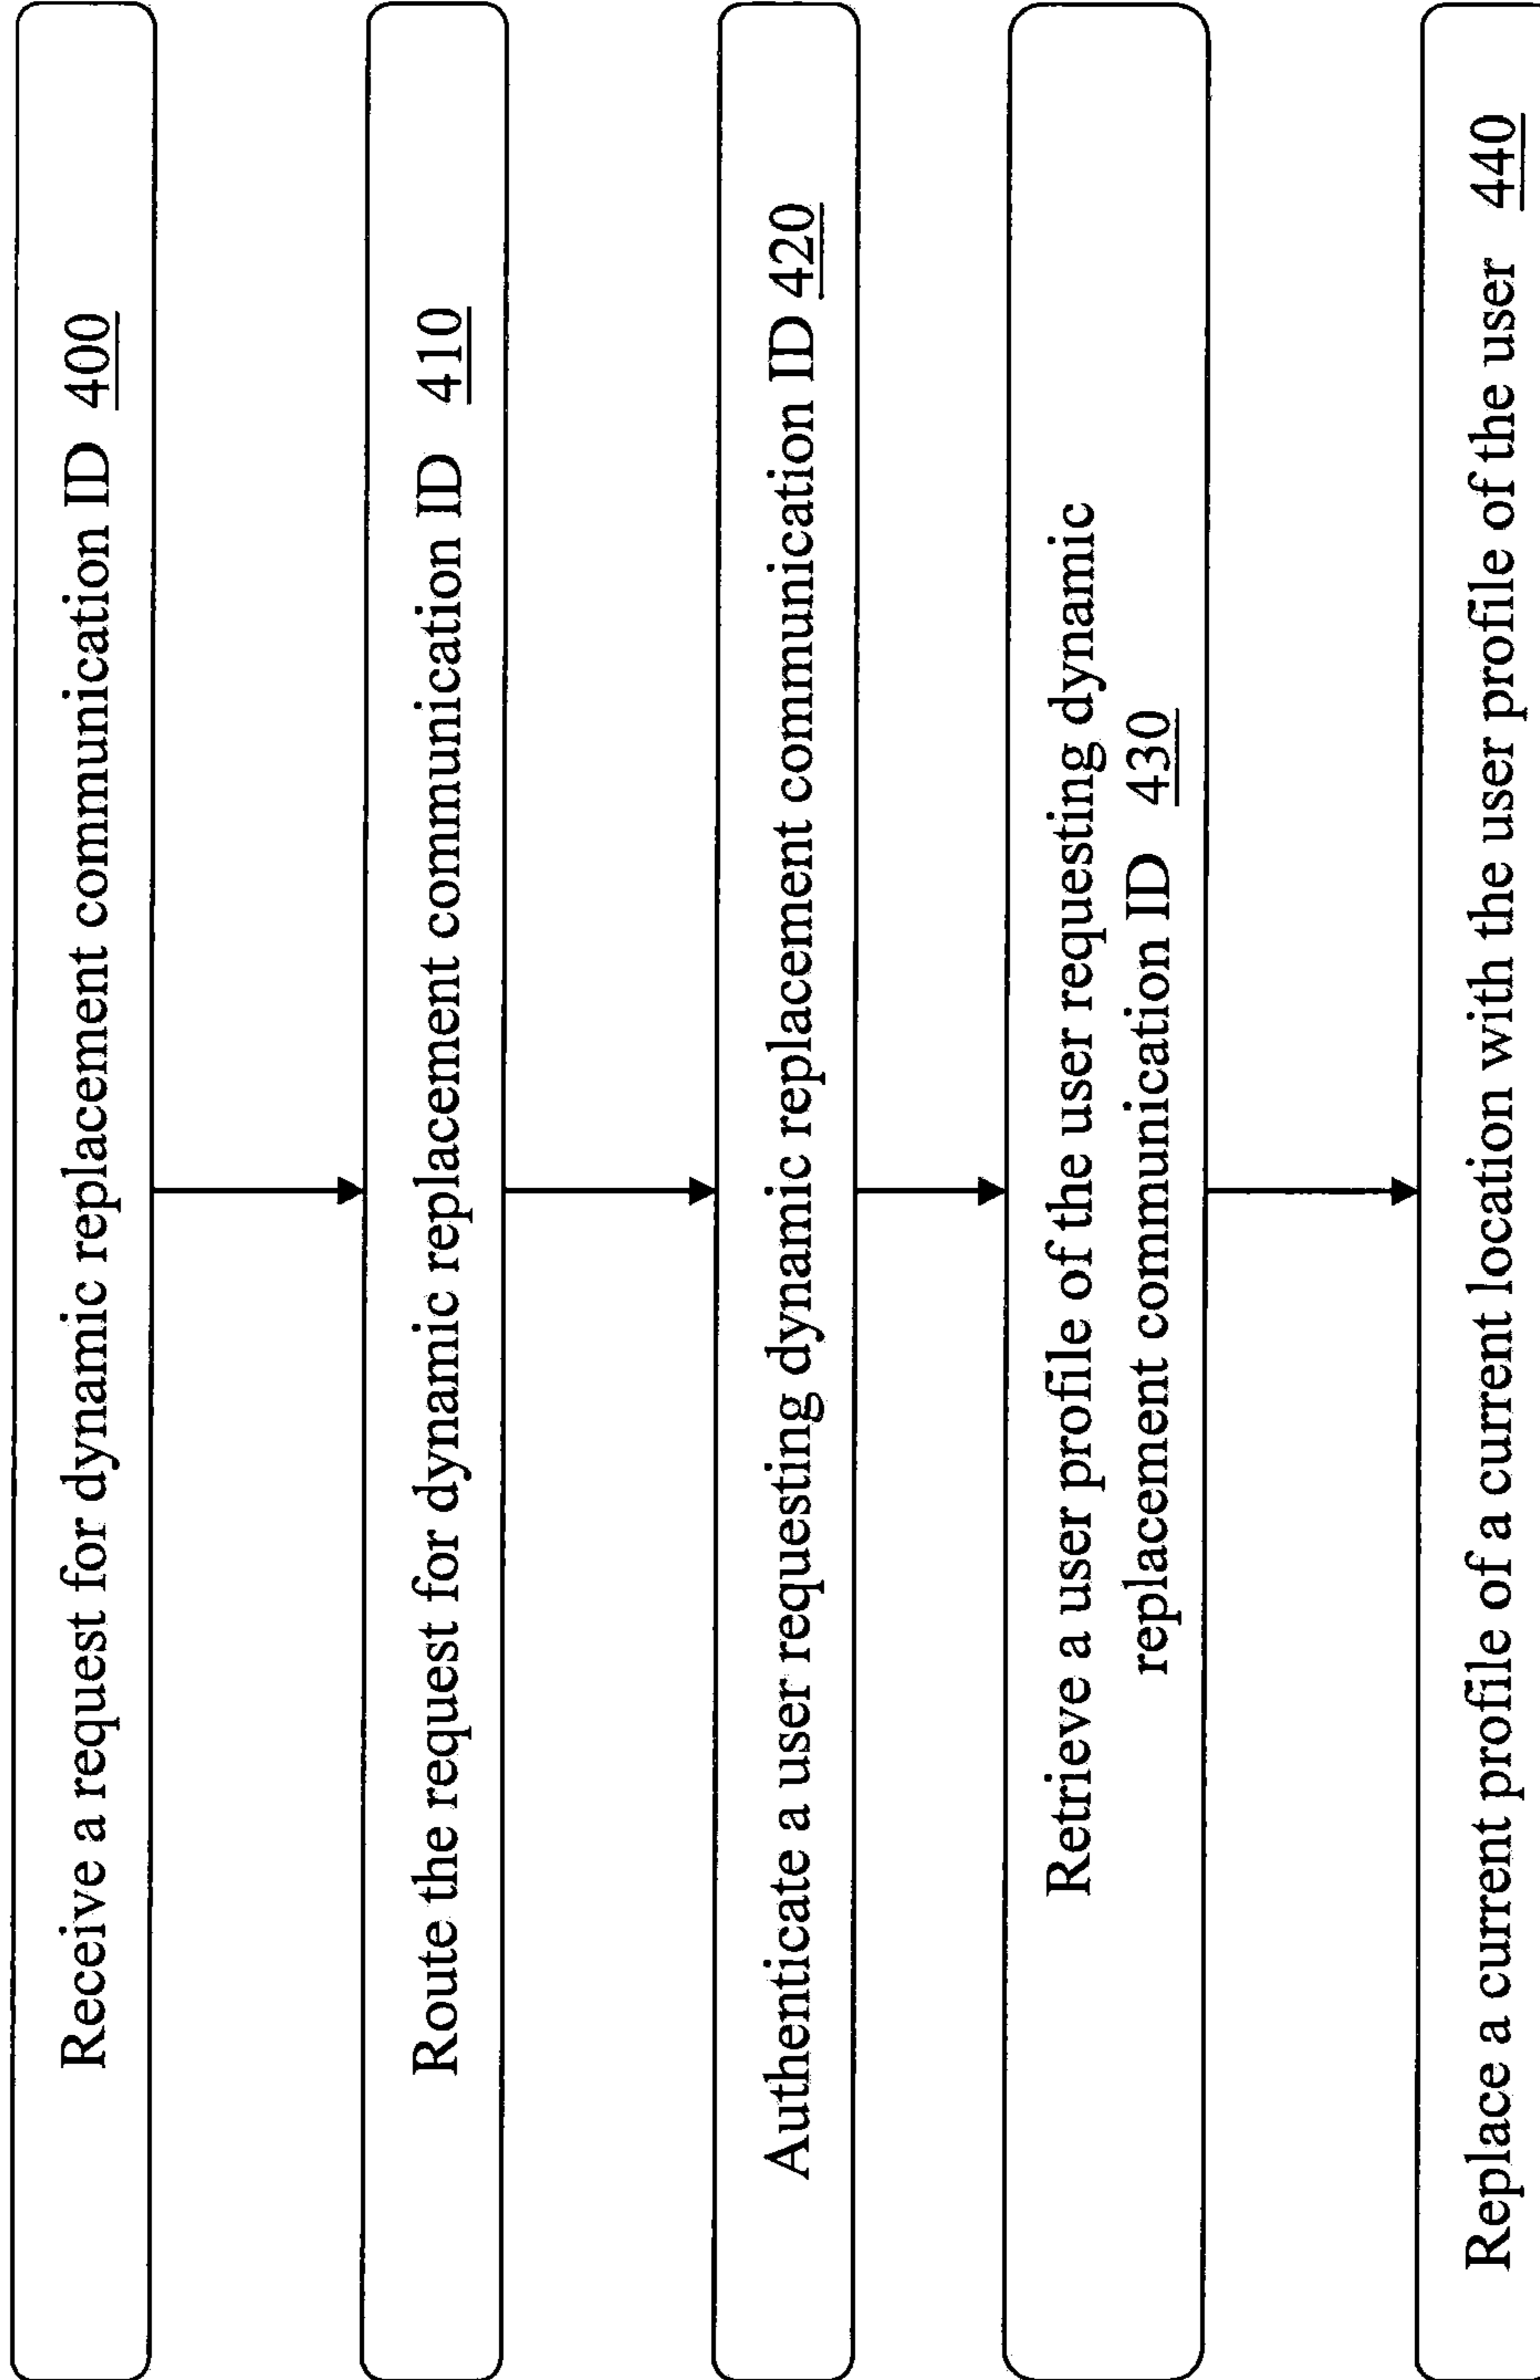 Receive a request for dynamic replacement communication ID 400
Route the request for dynamic replacement communication ID 410
Authenticate a user requesting dynamic replacement communication ID 420
Retrieve a user profile of the user requesting dynamic
replacement communication ID 430
Replace a current profile of a current location with the user profile of the user 440